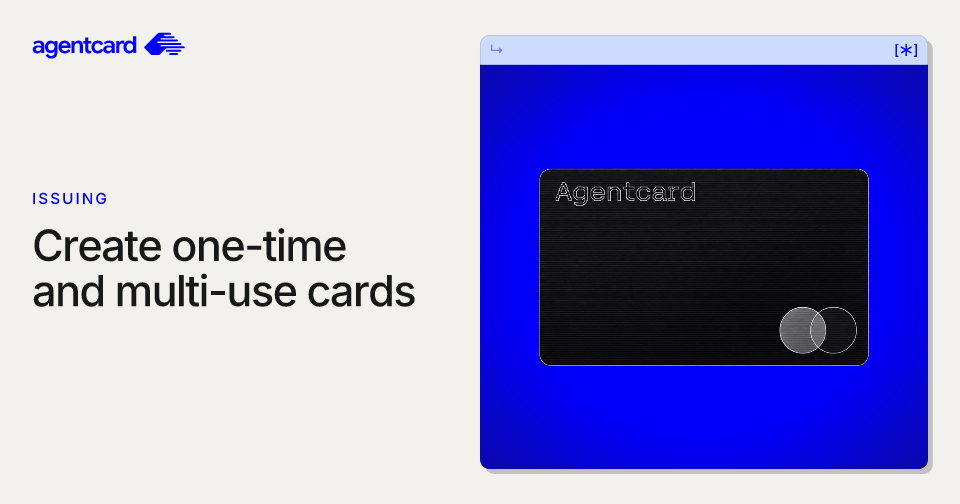 agentcard
[*]
ISSUING
Create one-time
and multi-use cards
Agentcard